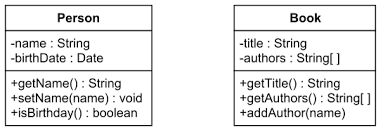 Person
-name : String
-birthDate : Date
+getName() : String
+setName(name) : void
+isBirthday() : boolean
Book
-title : String
-authors : String[ ]
+getTitle() : String
+getAuthors() : String[ ]
+addAuthor(name)